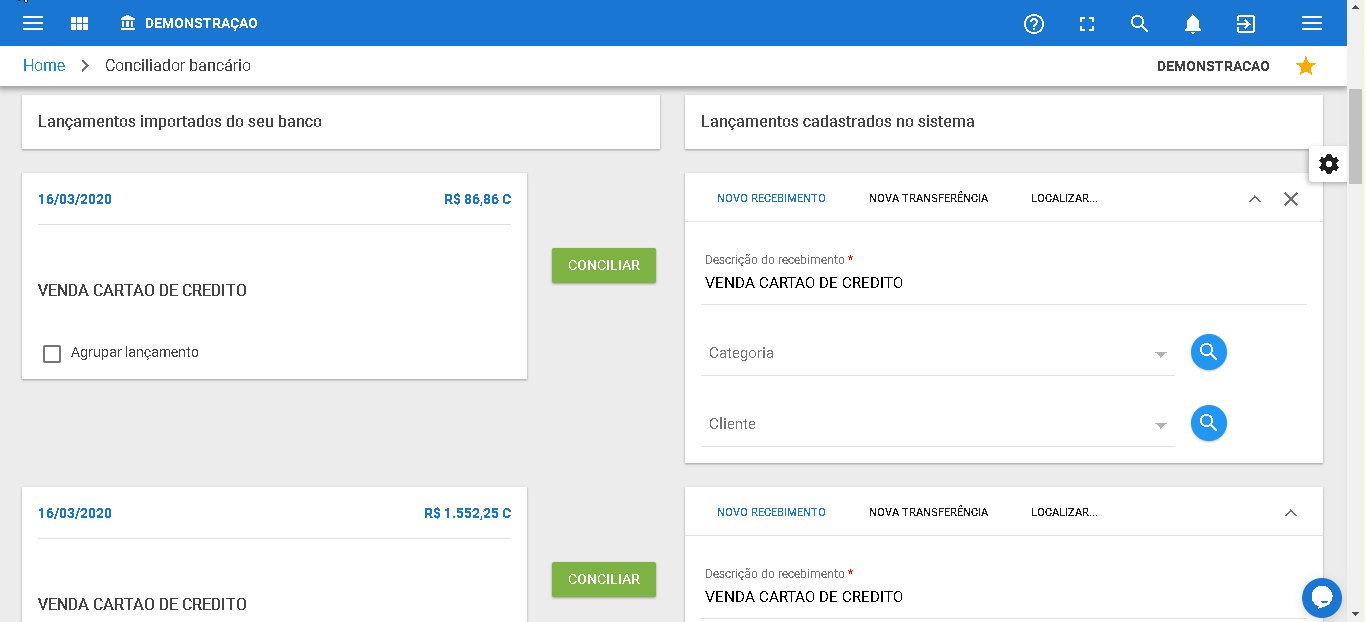 DEMONSTRAÇAO
Home
Conciliador bancário
DEMONSTRACAO
Lançamentos importados do seu banco
Lançamentos cadastrados no sistema
16/03/2020 R$ 86,86 C
NOVO RECEBIMENTO NOVA TRANSFERÊNCIA LOCALIZAR...
Descrição do recebimento *
VENDA CARTAO DE CREDITO
CONCILIAR
VENDA CARTAO DE CREDITO
Agrupar lançamento
Categoria
Cliente
16/03/2020 R$ 1.552,25 C
NOVO RECEBIMENTO NOVA TRANSFERÊNCIA LOCALIZAR...
Descrição do recebimento *
CONCILIAR
VENDA CARTAO DE CREDITO
VENDA CARTAO DE CREDITO